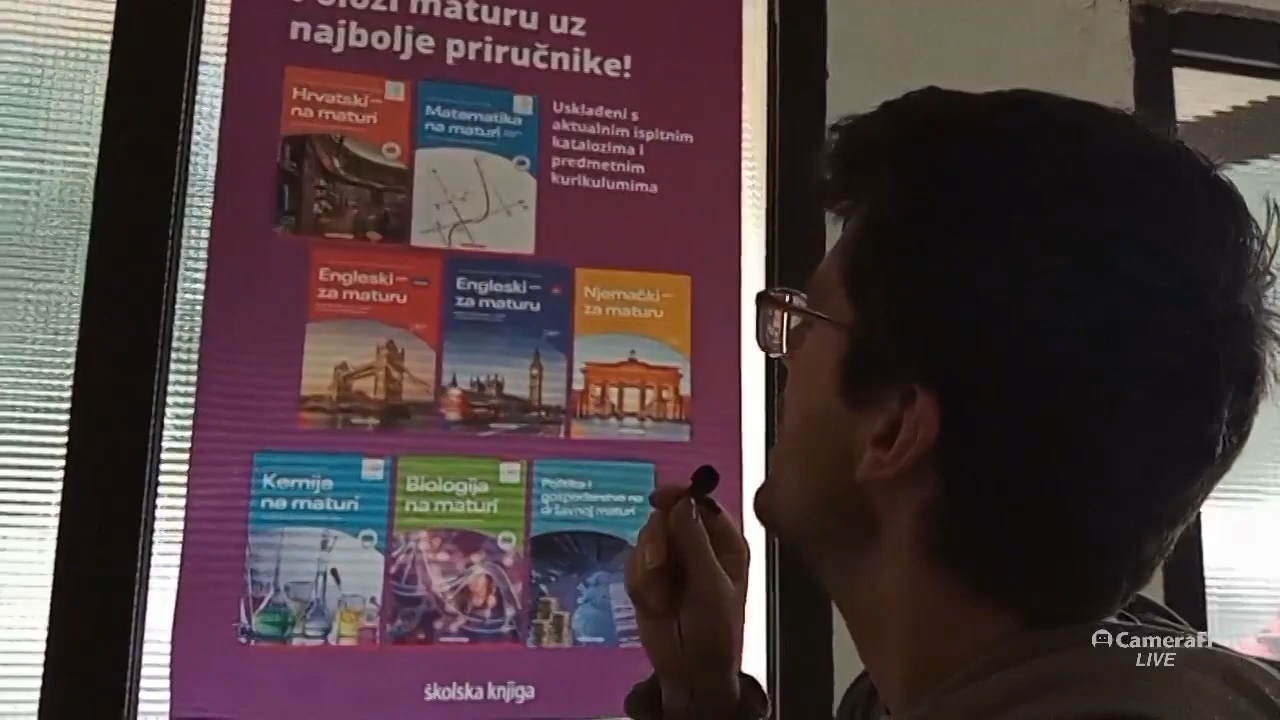 Položi maturu uz
najbolje priručnike!
Hrvatski –
na maturi
Matematika
na maturi
Usklađeni s
aktualnim ispitnim
katalozima i
predmetnim
kurikulumima
Engleski –
za maturu
Engleski –
za maturu
Njemački –
za maturu
Kemija
na maturi
Biologija
na maturi
Politika i
gospodarstvo na
državnoj maturi
školska knjiga
CameraFi
LIVE